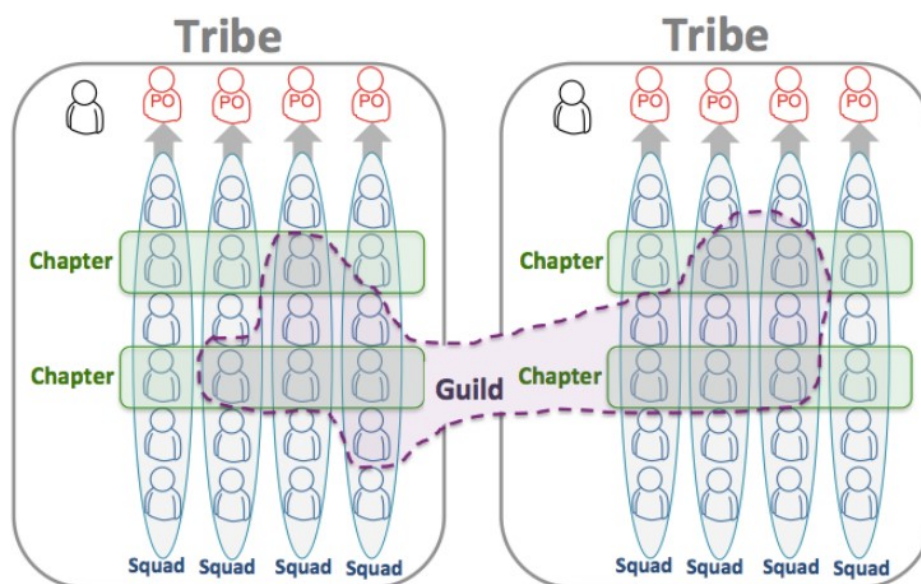 Tribe Tribe
PO PO PO PO PO PO PO PO
Chapter Chapter
Chapter Guild Chapter
Squad Squad Squad Squad Squad Squad Squad Squad